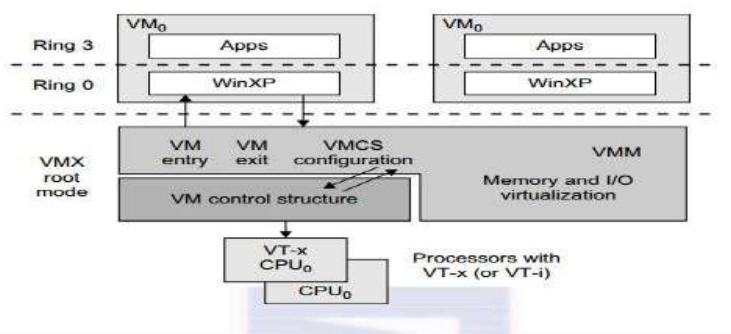 VM0
VM0
Ring 3
Apps
Apps
Ring 0
WinXP
WinXP
VMX
root
mode
VM
entry
VM
exit
VMCS
configuration
VMM
Memory and I/O
virtualization
VM control structure
VT-x
CPU0
CPU0
Processors with
VT-x (or VT-i)